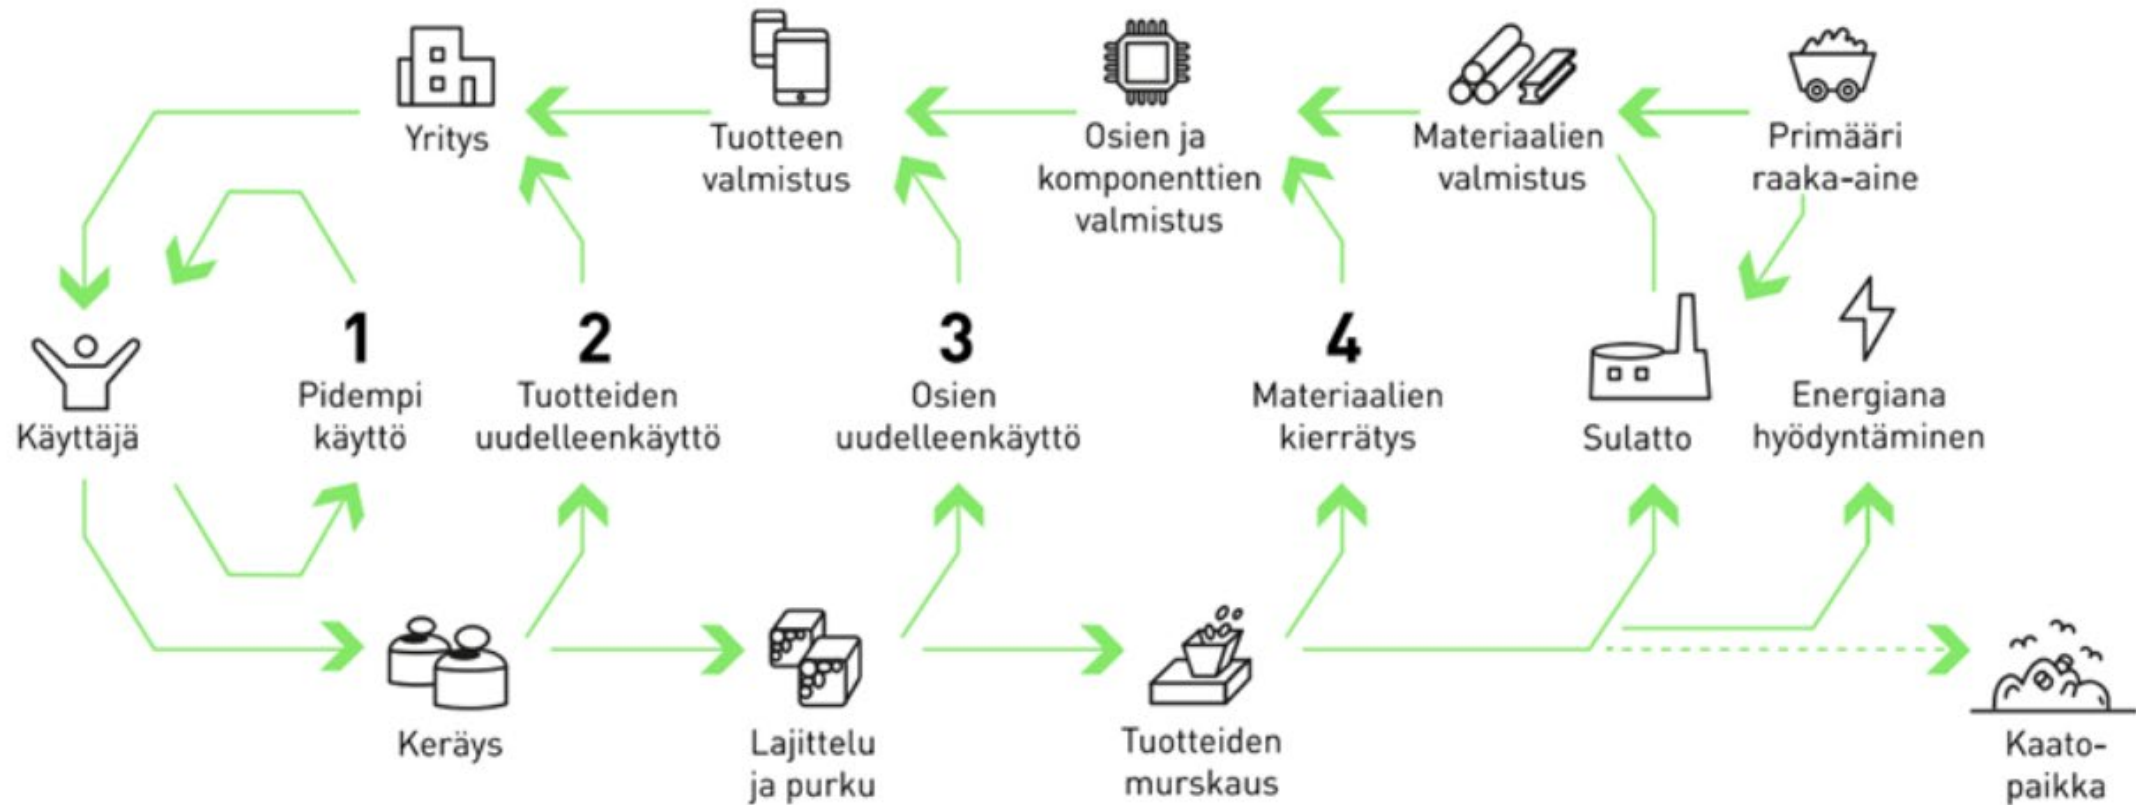 Yritys
Tuotteen
valmistus
Osien ja
komponenttien
valmistus
Materiaalien
valmistus
Primääri
raaka-aine
Käyttäjä
1
Pidempi
käyttö
2
Tuotteiden
uudelleenkäyttö
3
Osien
uudelleenkäyttö
4
Materiaalien
kierrätys
Sulatto
Energiana
hyödyntäminen
Keräys
Lajittelu
ja purku
Tuotteiden
murskaus
Kaato-
paikka